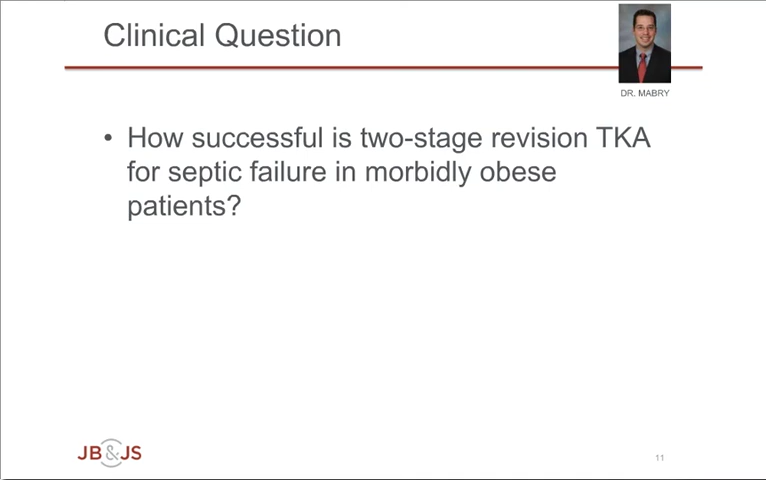 Clinical Question
DR. MABRY
• How successful is two-stage revision TKA
for septic failure in morbidly obese
patients?
JB&JS
11